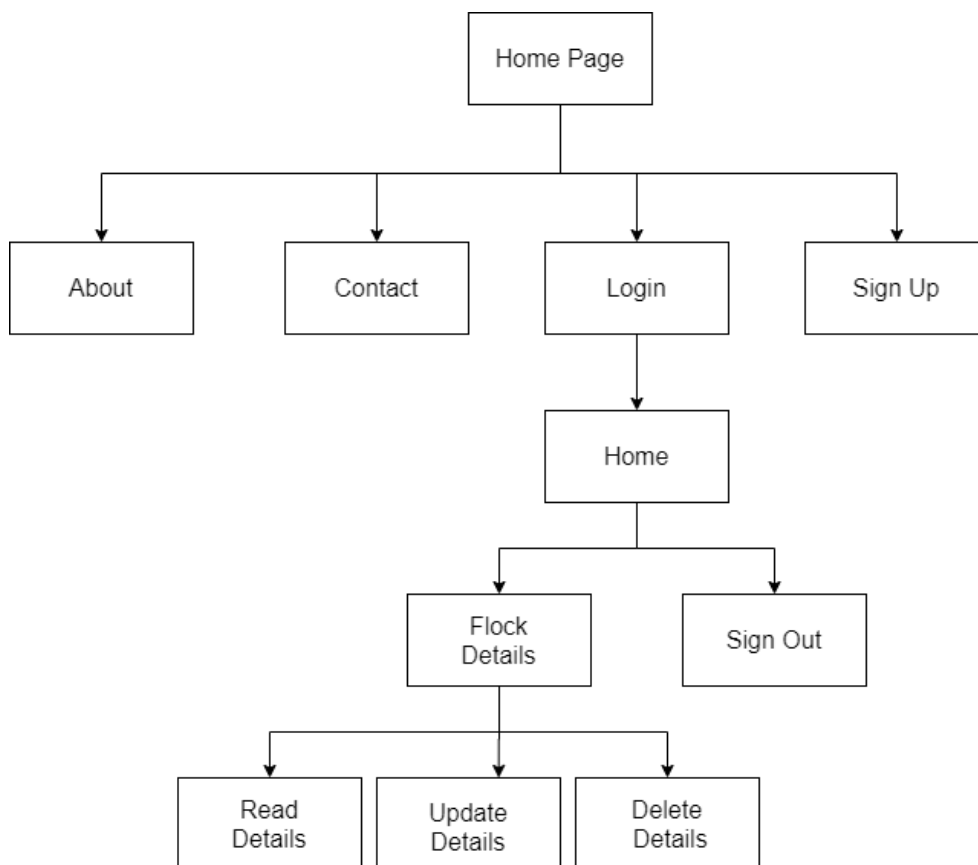 Home Page
About
Contact
Login
Sign Up
Home
Flock
Details
Sign Out
Read
Details
Update
Details
Delete
Details